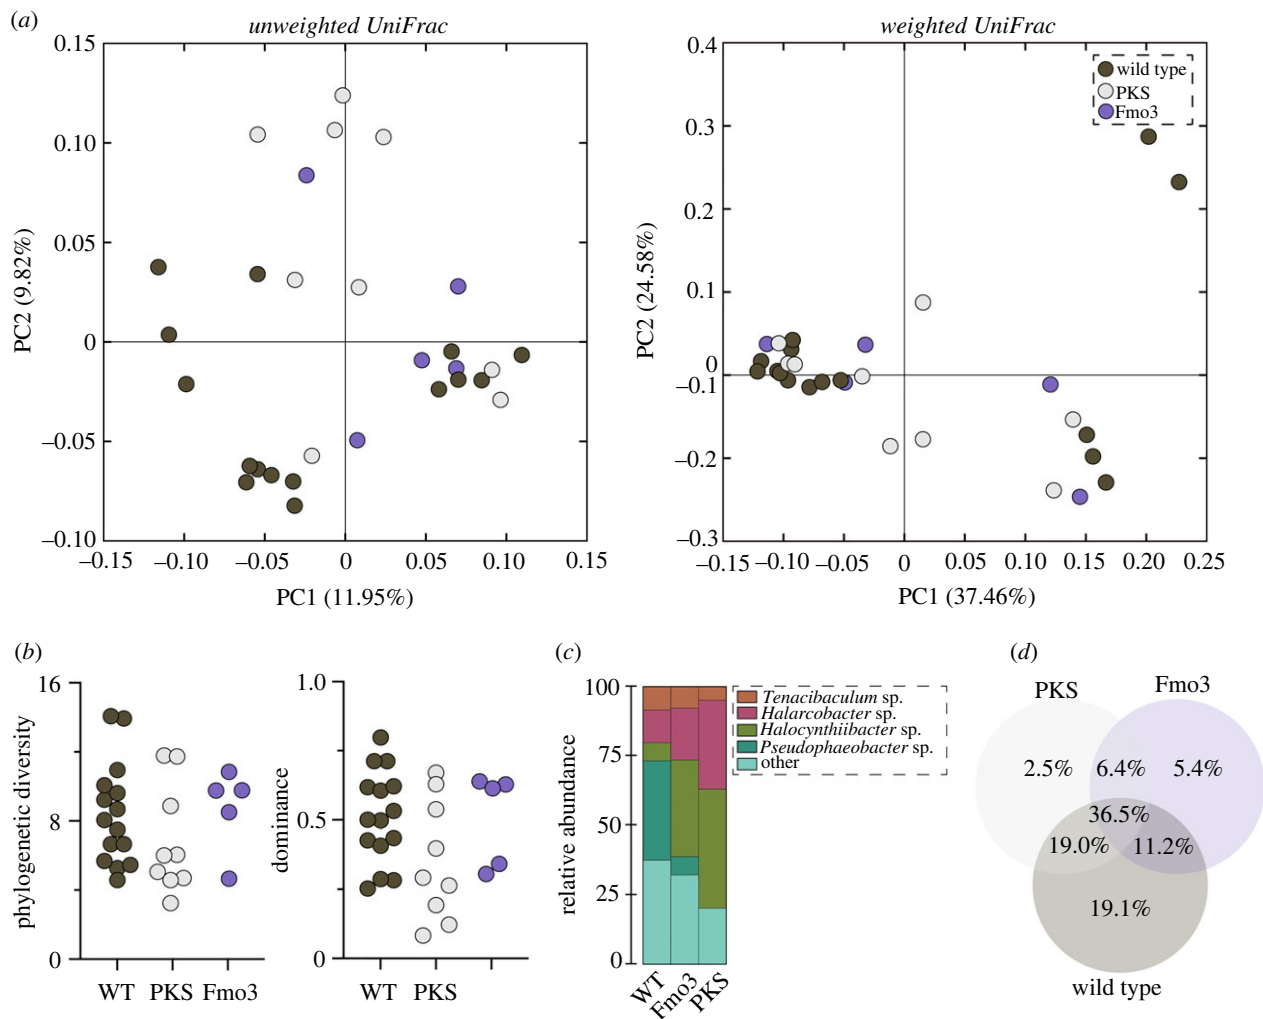 (a)
unweighted UniFrac
weighted UniFrac
0.15
0.10
0.05
0
–0.05
–0.10
PC2 (9.82%)
–0.15
–0.10
–0.05
0
0.05
0.10
0.15
PC1 (11.95%)
0.4
0.3
0.2
0.1
0
–0.1
–0.2
–0.3
PC2 (24.58%)
wild type
PKS
Fmo3
–0.15
–0.10
–0.05
0
0.05
0.10
0.15
0.20
0.25
PC1 (37.46%)
(b)
16
8
0
phylogenetic diversity
WT
PKS
Fmo3
1.0
0.5
0
dominance
WT
PKS
(c)
100
75
50
25
0
relative abundance
WT
Fmo3
PKS
Tenacibaculum sp.
Halarcobacter sp.
Halocynthiibacter sp.
Pseudophaeobacter sp.
other
(d)
PKS
Fmo3
2.5%
6.4%
5.4%
36.5%
19.0%
11.2%
19.1%
wild type